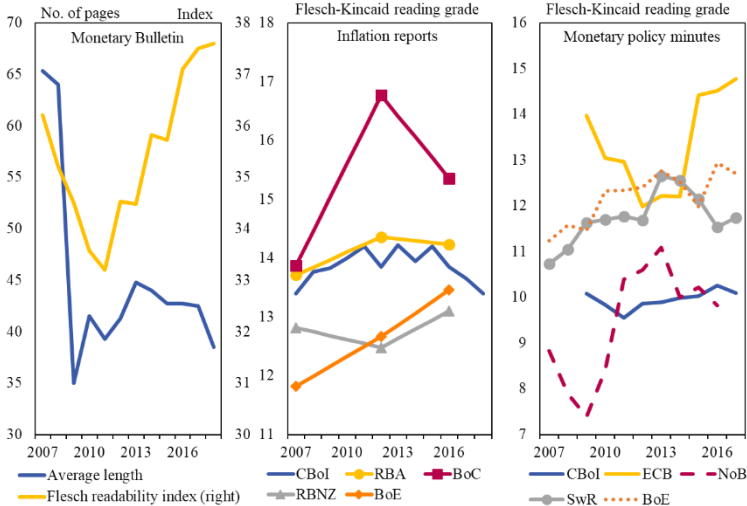 No. of pages Index
Monetary Bulletin
70
65
60
55
50
45
40
35
30
38
37
36
35
34
33
32
31
30
2007 2010 2013 2016
Average length
Flesch readability index (right)
Flesch-Kincaid reading grade
Inflation reports
18
17
16
15
14
13
12
11
2007 2012 2016
CBoI RBA BoC
RBNZ BoE
Flesch-Kincaid reading grade
Monetary policy minutes
16
15
14
13
12
11
10
9
8
7
2007 2010 2013 2016
CBoI ECB NoB
SwR BoE